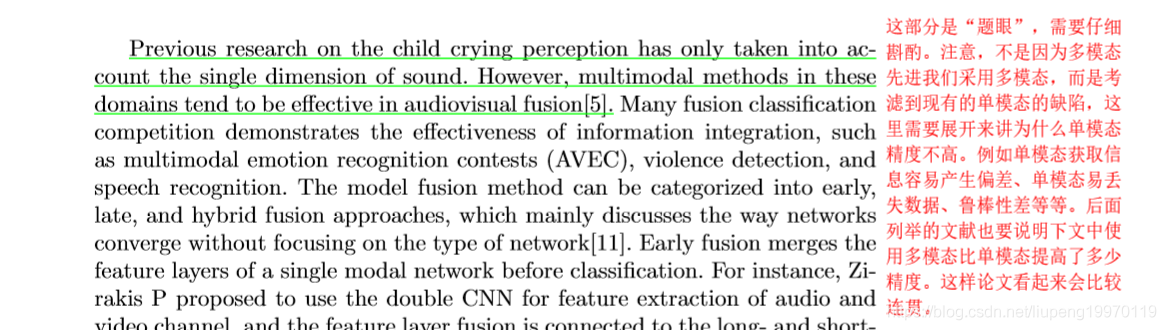 Previous research on the child crying perception has only taken into ac-
count the single dimension of sound. However, multimodal methods in these
domains tend to be effective in audiovisual fusion[5]. Many fusion classification
competition demonstrates the effectiveness of information integration, such
as multimodal emotion recognition contests (AVEC), violence detection, and
speech recognition. The model fusion method can be categorized into early,
late, and hybrid fusion approaches, which mainly discusses the way networks
converge without focusing on the type of network[11]. Early fusion merges the
feature layers of a single modal network before classification. For instance, Zi-
rakis P proposed to use the double CNN for feature extraction of audio and
video channel, and the feature layer fusion is connected to the long- and short-
这部分是“题眼”，需要仔细
斟酌。注意，不是因为多模态
先进我们采用多模态，而是考
虑到现有的单模态的缺陷，这
里需要展开来讲为什么单模态
精度不高。例如单模态获取信
息容易产生偏差、单模态易丢
失数据、鲁棒性差等等。后面
列举的文献也要说明下文中使
用多模态比单模态提高了多少
精度。这样论文看起来会比较
连贯。
https://blog.csdn.net/liupeng19970119